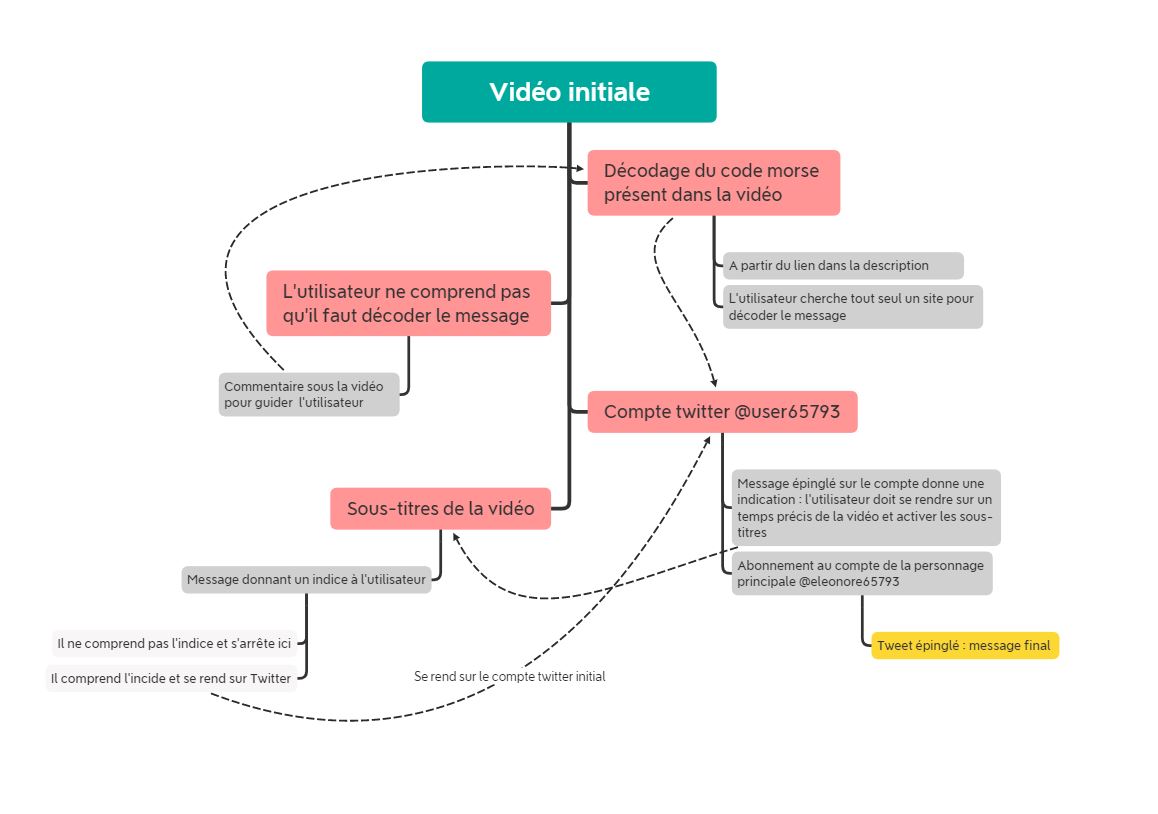 Vidéo initiale
Décodage du code morse
présent dans la vidéo
A partir du lien dans la description
L'utilisateur cherche tout seul un site pour
décoder le message
L'utilisateur ne comprend pas
qu'il faut décoder le message
Commentaire sous la vidéo
pour guider l'utilisateur
Compte twitter @user65793
Message épinglé sur le compte donne une
indication : l'utilisateur doit se rendre sur un
temps précis de la vidéo et activer les sous-
titres
Abonnement au compte de la personnage
principale @eleonore65793
Tweet épinglé : message final
Sous-titres de la vidéo
Message donnant un indice à l'utilisateur
Il ne comprend pas l'indice et s'arrête ici
Il comprend l'incide et se rend sur Twitter
Se rend sur le compte twitter initial